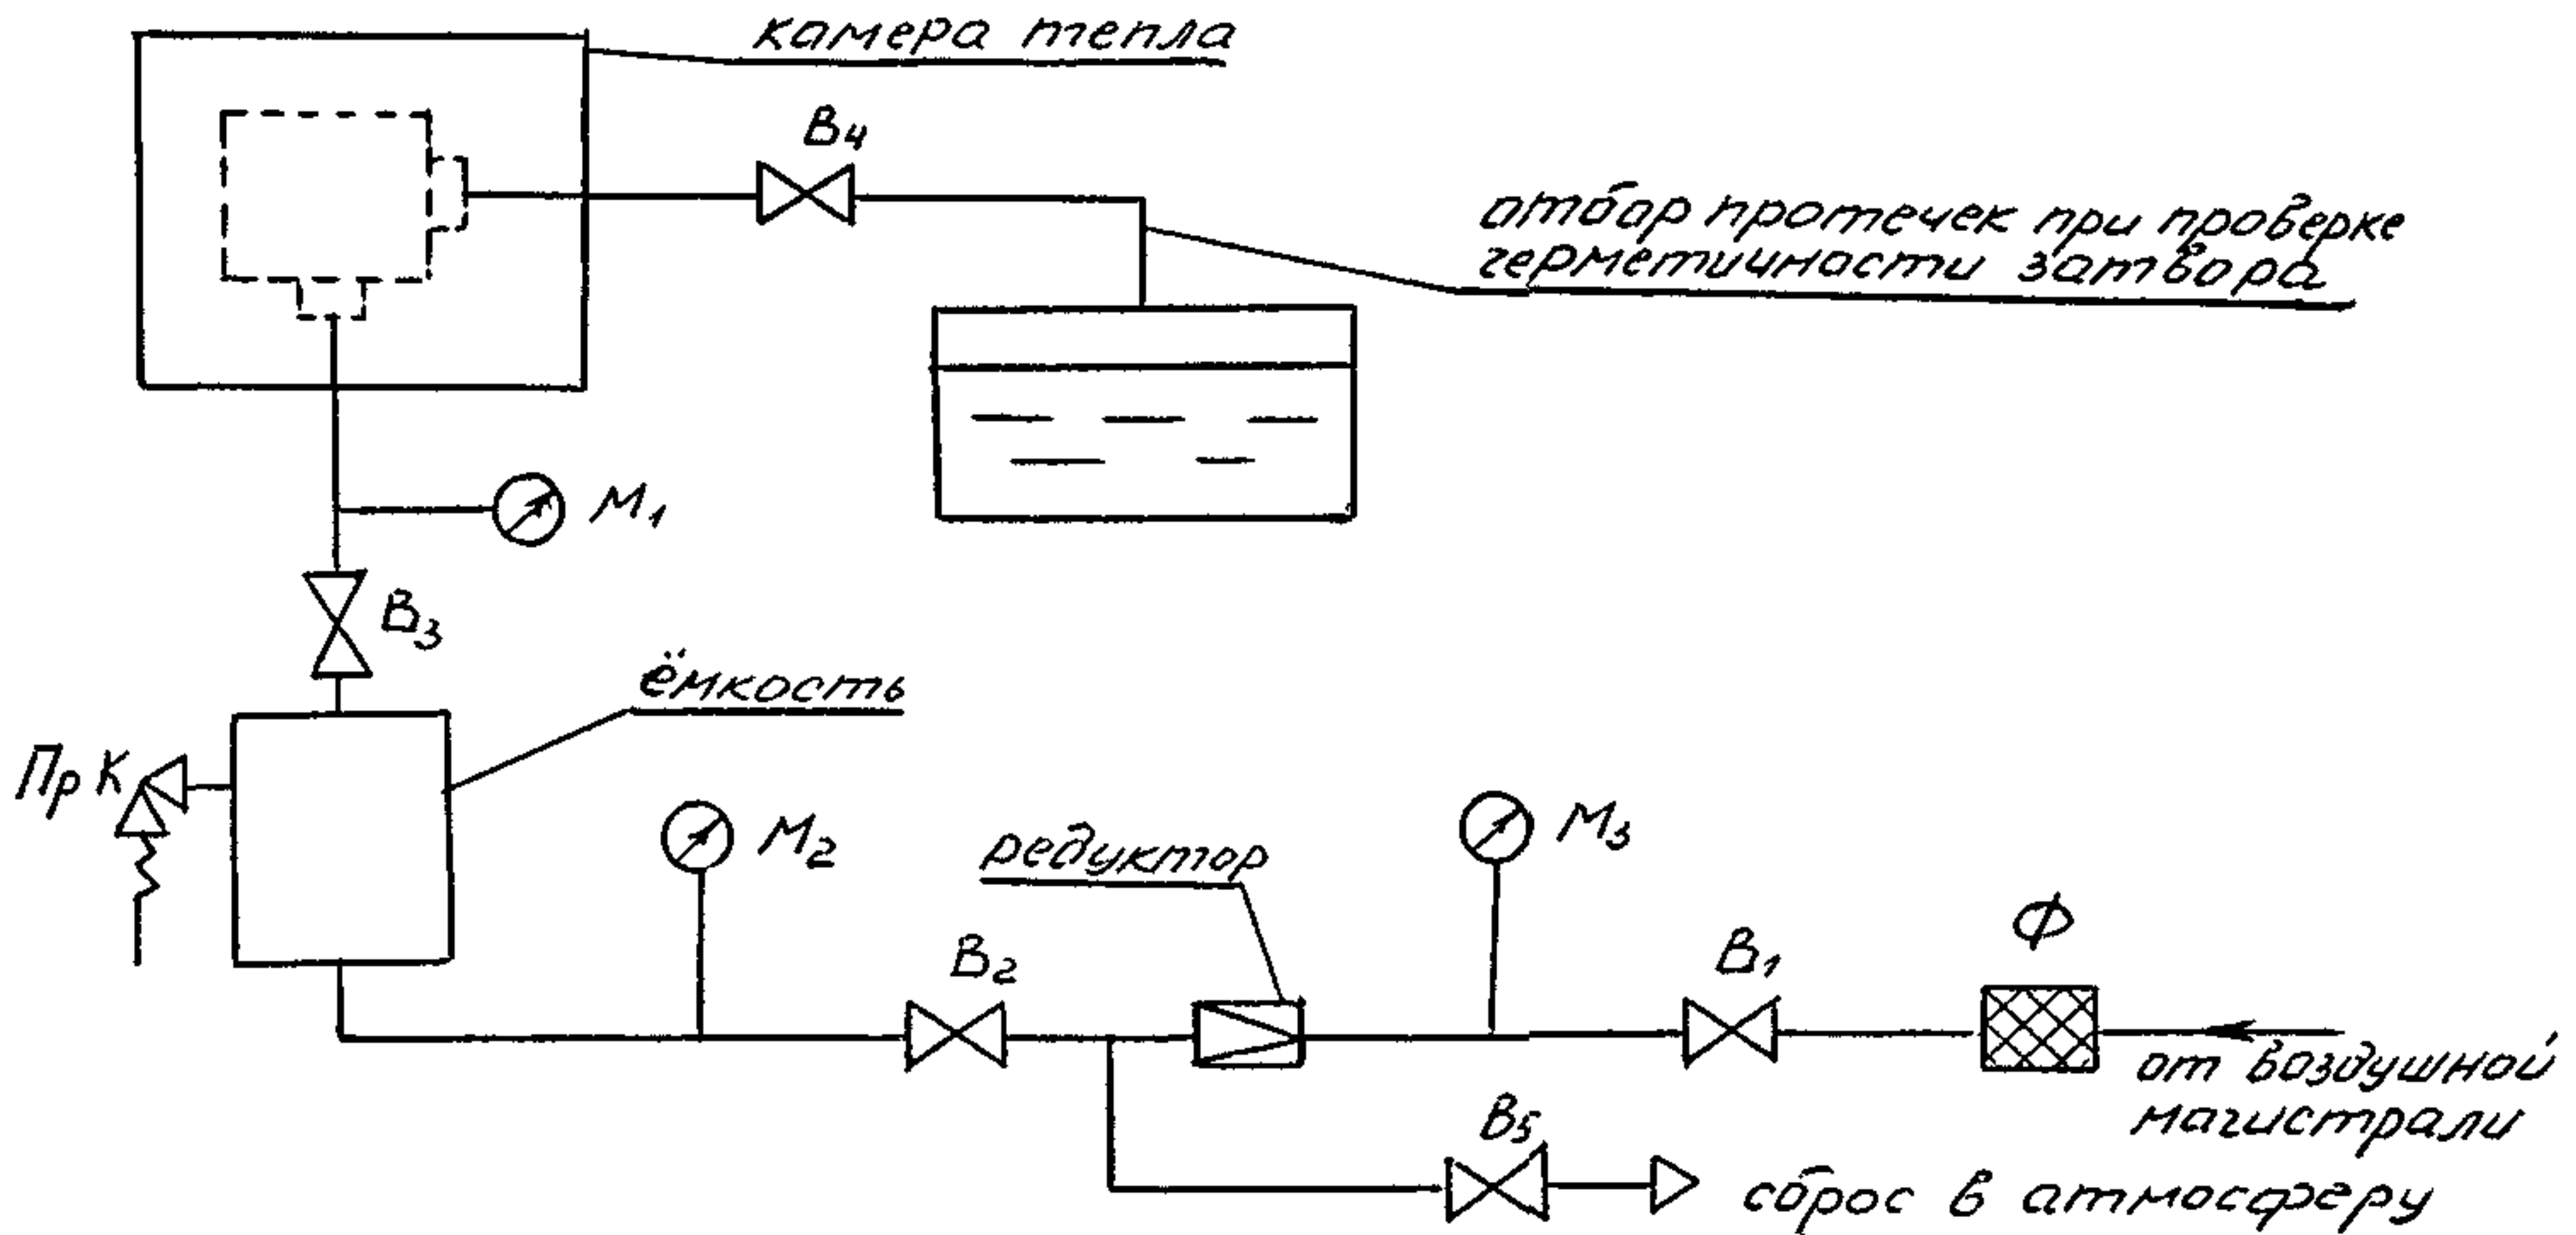 камера тепла
В4
отбор протечек при проверке
герметичности затвора
М1
В3
ёмкость
Пр К
М2
редуктор
М3
В2
В1
Ф
от воздушной
магистрали
В5
сброс в атмосферу